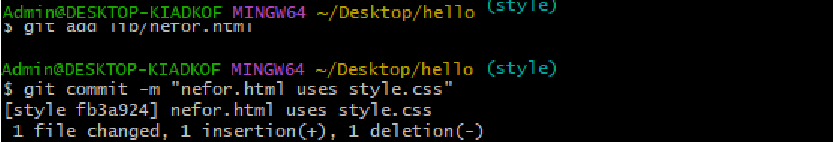 Admin@DESKTOP-KIADKOF MINGW64 ~/Desktop/hello (style)
$ git add lib/nefor.html
Admin@DESKTOP-KIADKOF MINGW64 ~/Desktop/hello (style)
$ git commit -m "nefor.html uses style.css"
[style fb3a924] nefor.html uses style.css
1 file changed, 1 insertion(+), 1 deletion(-)